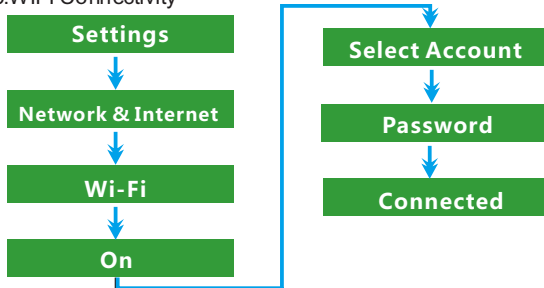 WIFI Connectivity
Settings
Network & Internet
Wi-Fi
On
Select Account
Password
Connected